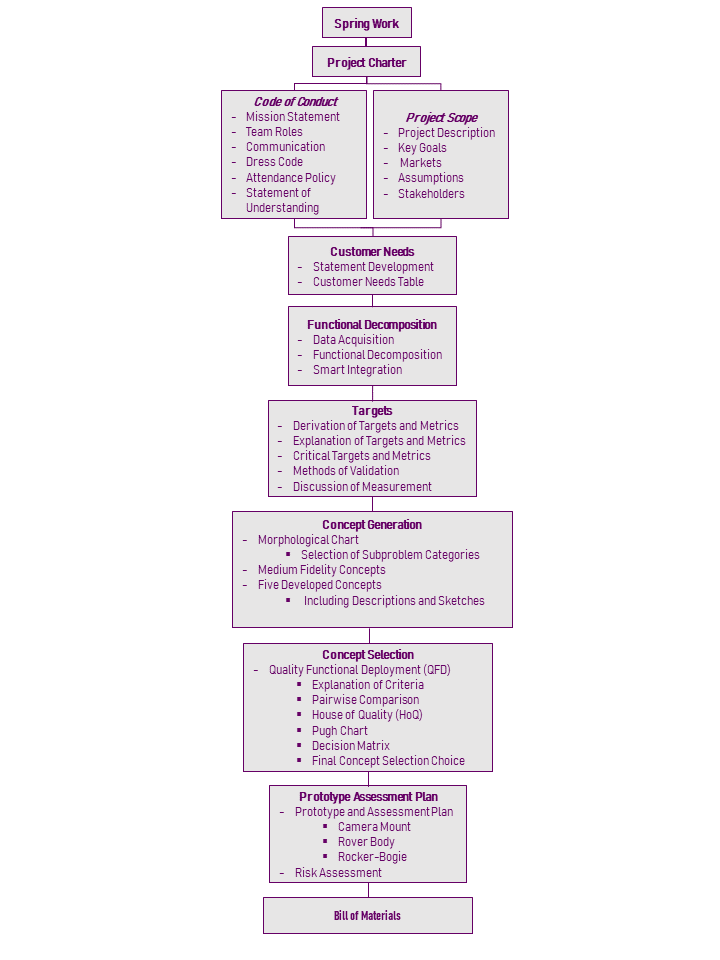 Spring Work
Project Charter
Code of Conduct
- Mission Statement
- Team Roles
- Communication
- Dress Code
- Attendance Policy
- Statement of
Understanding
Project Scope
- Project Description
- Key Goals
- Markets
- Assumptions
- Stakeholders
Customer Needs
- Statement Development
- Customer Needs Table
Functional Decomposition
- Data Acquisition
- Functional Decomposition
- Smart Integration
Targets
- Derivation of Targets and Metrics
- Explanation of Targets and Metrics
- Critical Targets and Metrics
- Methods of Validation
- Discussion of Measurement
Concept Generation
- Morphological Chart
▪ Selection of Subproblem Categories
- Medium Fidelity Concepts
- Five Developed Concepts
▪ Including Descriptions and Sketches
Concept Selection
- Quality Functional Deployment (QFD)
▪ Explanation of Criteria
▪ Pairwise Comparison
▪ House of Quality (HoQ)
▪ Pugh Chart
▪ Decision Matrix
▪ Final Concept Selection Choice
Prototype Assessment Plan
- Prototype and Assessment Plan
▪ Camera Mount
▪ Rover Body
▪ Rocker-Bogie
- Risk Assessment
Bill of Materials